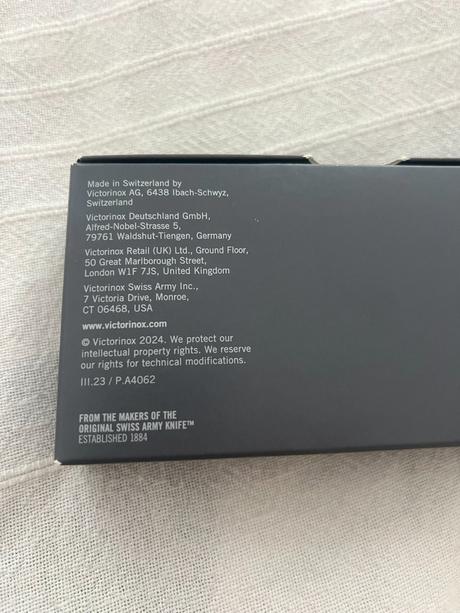 Made in Switzerland by
Victorinox AG, 6438 Ibach-Schwyz,
Switzerland
Victorinox Deutschland GmbH,
Alfred-Nobel-Strasse 5,
79761 Waldshut-Tiengen, Germany
Victorinox Retail (UK) Ltd., Ground Floor,
50 Great Marlborough Street,
London W1F 7JS, United Kingdom
Victorinox Swiss Army Inc.,
7 Victoria Drive, Monroe,
CT 06468, USA
www.victorinox.com
© Victorinox 2024. We protect our
intellectual property rights. We reserve
our rights for technical modifications.
III.23 / P.A4062
FROM THE MAKERS OF THE
ORIGINAL SWISS ARMY KNIFE™
ESTABLISHED 1884